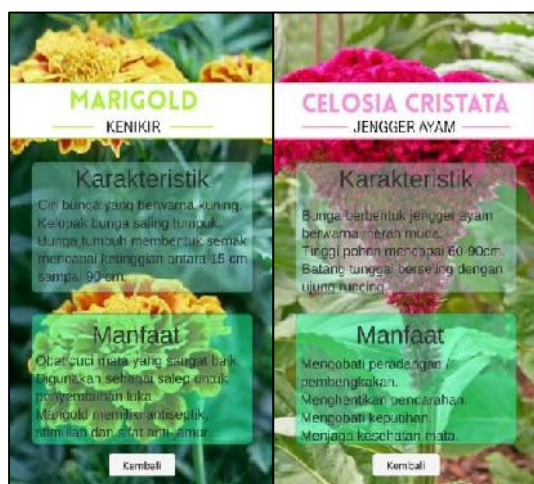 MARIGOLD
KENIKIR
Karakteristik
Ciri bunga yang berwarna kuning.
Kelopak bunga saling tumpuk.
Bunga tumbuh membentuk semak
mencapai ketinggian antara 15 cm
sampai 90 cm.
Manfaat
Obat cuci mata yang sangat baik.
Digunakan sebagai salep untuk
penyembuhan luka.
Marigold memiliki antiseptik,
stimulan dan sifat anti-jamur.
Kembali
CELOSIA CRISTATA
JENGGER AYAM
Karakteristik
Bunga berbentuk jengger ayam
berwarna merah muda.
Tinggi pohon mencapai 60-90cm.
Batang tunggal berseling dengan
ujung runcing.
Manfaat
Mengobati peradangan /
pembengkakan.
Menghentikan pencarahan.
Mengobati keputihan.
Menjaga kesehatan mata.
Kembali